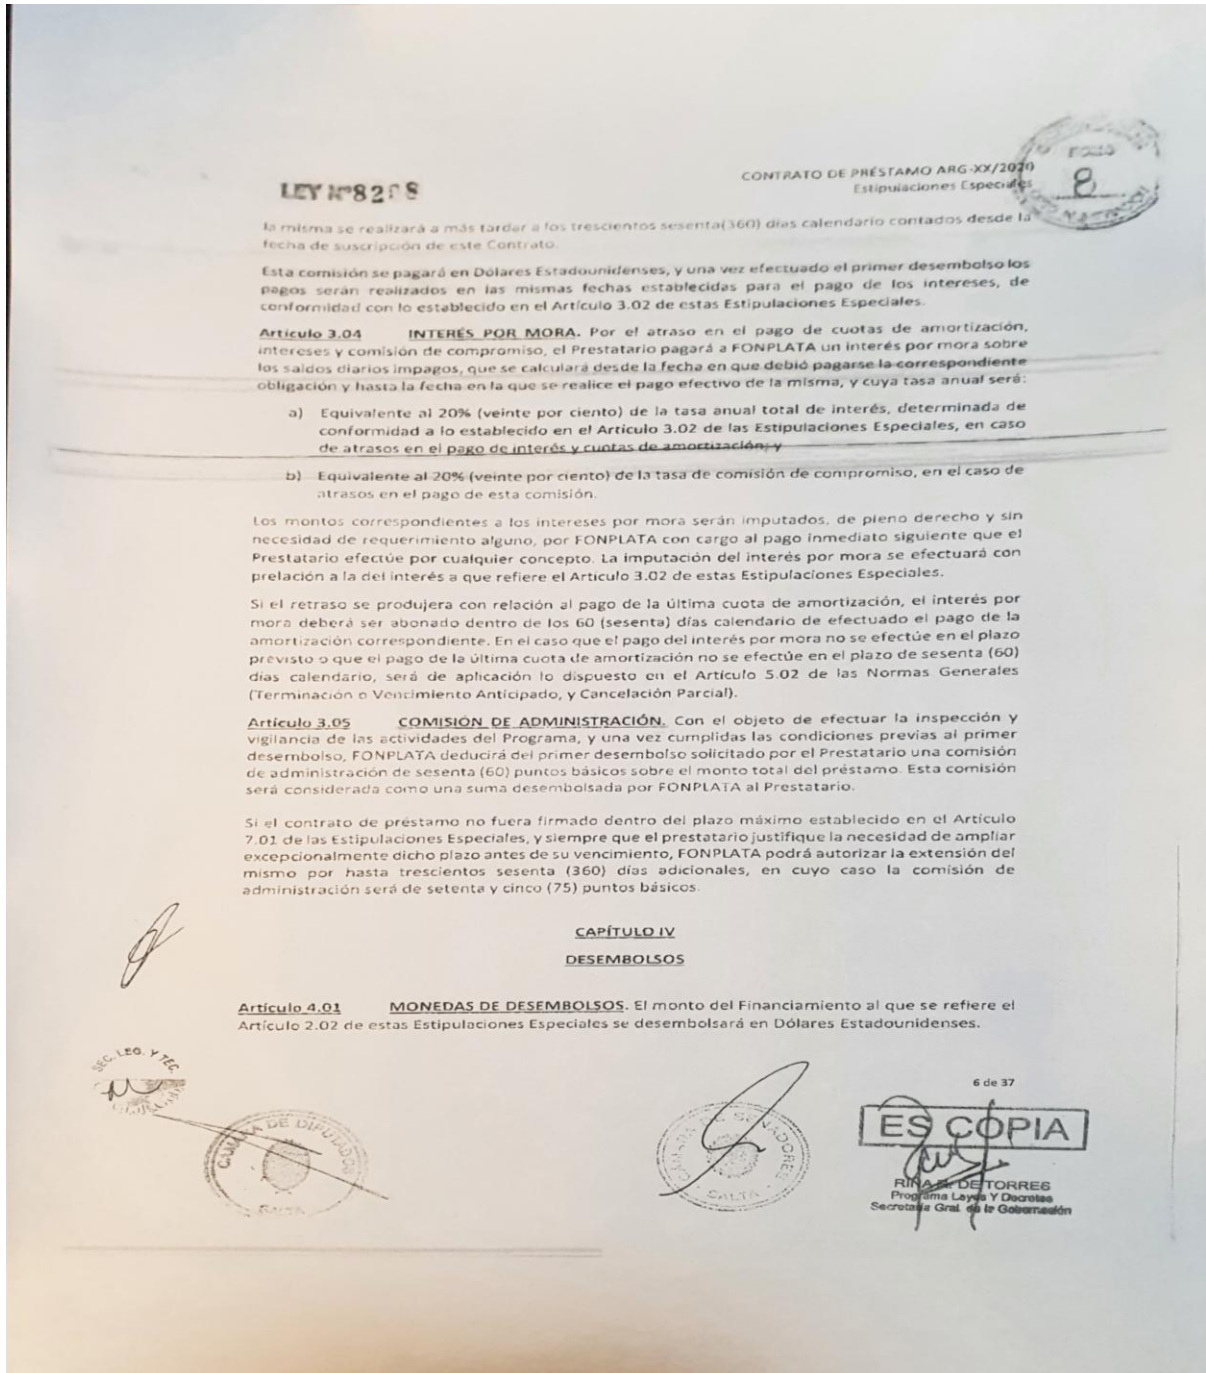 CONTRATO DE PRÉSTAMO ARG-XX/2020
Estipulaciones Especiales
FOLIO
8
LEY Nº
la misma se realizará a más tardar a los trescientos sesenta(360) días calendario contados desde la
fecha de suscripción de este Contrato.
Esta comisión se pagará en Dólares Estadounidenses, y una vez efectuado el primer desembolso los
pagos serán realizados en las mismas fechas establecidas para el pago de los intereses, de
conformidad con lo establecido en el Artículo 3.02 de estas Estipulaciones Especiales.
Artículo 3.04 INTERÉS POR MORA. Por el atraso en el pago de cuotas de amortización,
intereses y comisión de compromiso, el Prestatario pagará a FONPLATA un interés por mora sobre
los saldos diarios impagos, que se calculará desde la fecha en que debió pagarse la correspondiente
obligación y hasta la fecha en la que se realice el pago efectivo de la misma, y cuya tasa anual será:
a) Equivalente al 20% (veinte por ciento) de la tasa anual total de interés, determinada de
conformidad a lo establecido en el Artículo 3.02 de las Estipulaciones Especiales, en caso
de atrasos en el pago de interés y cuotas de amortización; y
b) Equivalente al 20% (veinte por ciento) de la tasa de comisión de compromiso, en el caso de
atrasos en el pago de esta comisión.
Los montos correspondientes a los intereses por mora serán imputados, de pleno derecho y sin
necesidad de requerimiento alguno, por FONPLATA con cargo al pago inmediato siguiente que el
Prestatario efectúe por cualquier concepto. La imputación del interés por mora se efectuará con
prelación a la del interés a que refiere el Artículo 3.02 de estas Estipulaciones Especiales.
Si el retraso se produjera con relación al pago de la última cuota de amortización, el interés por
mora deberá ser abonado dentro de los 60 (sesenta) días calendario de efectuado el pago de la
amortización correspondiente. En el caso que el pago del interés por mora no se efectúe en el plazo
previsto o que el pago de la última cuota de amortización no se efectúe en el plazo de sesenta (60)
días calendario, será de aplicación lo dispuesto en el Artículo 5.02 de las Normas Generales
(Terminación o Vencimiento Anticipado, y Cancelación Parcial).
Artículo 3.05 COMISIÓN DE ADMINISTRACIÓN. Con el objeto de efectuar la inspección y
vigilancia de las actividades del Programa, y una vez cumplidas las condiciones previas al primer
desembolso, FONPLATA deducirá del primer desembolso solicitado por el Prestatario una comisión
de administración de sesenta (60) puntos básicos sobre el monto total del préstamo. Esta comisión
será considerada como una suma desembolsada por FONPLATA al Prestatario.
Si el contrato de préstamo no fuera firmado dentro del plazo máximo establecido en el Artículo
7.01 de las Estipulaciones Especiales, y siempre que el prestatario justifique la necesidad de ampliar
excepcionalmente dicho plazo antes de su vencimiento, FONPLATA podrá autorizar la extensión del
mismo por hasta trescientos sesenta (360) días adicionales, en cuyo caso la comisión de
administración será de setenta y cinco (75) puntos básicos.
CAPÍTULO IV
DESEMBOLSOS
Artículo 4.01 MONEDAS DE DESEMBOLSOS. El monto del Financiamiento al que se refiere el
Artículo 2.02 de estas Estipulaciones Especiales se desembolsará en Dólares Estadounidenses.
SEC. LEG. Y TEC.
6 de 37
CÁMARA DE DIPUTADOS
SALTA
CÁMARA DE SENADORES
SALTA
ES COPIA
DE TORRES
Programa Leyes Y Decretos
Secretaría Gral. de la Gobernación